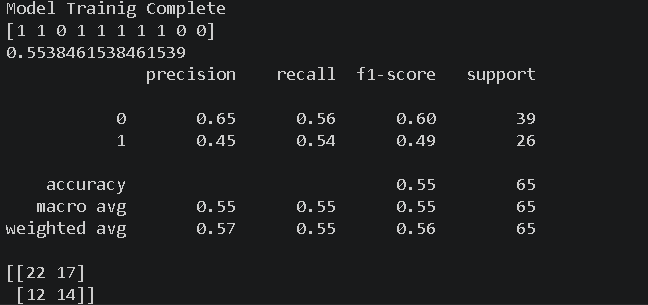 Model Trainig Complete
[1 1 0 1 1 1 1 1 0 0]
0.5538461538461539
precision recall f1-score support
0 0.65 0.56 0.60 39
1 0.45 0.54 0.49 26
accuracy 0.55 65
macro avg 0.55 0.55 0.55 65
weighted avg 0.57 0.55 0.56 65
[[22 17]
[12 14]]